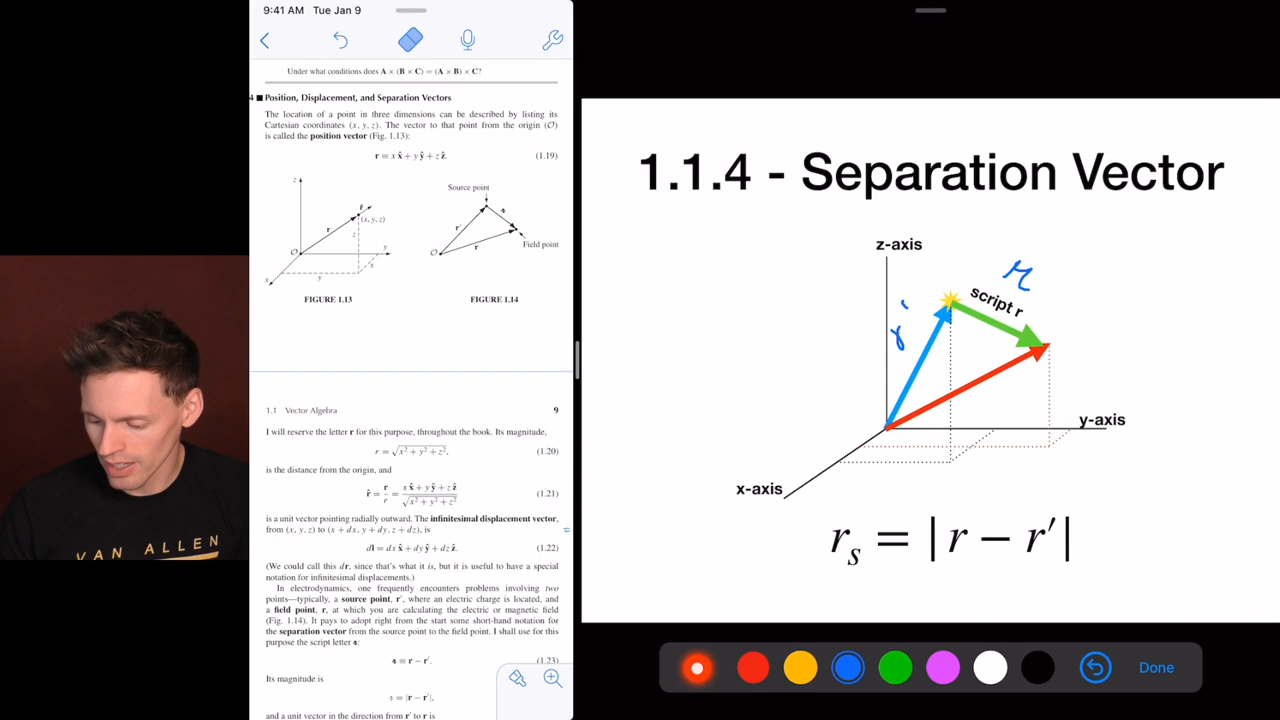 9:41 AM Tue Jan 9
Under what conditions does A × (B × C) = (A × B) × C?
4 ■ Position, Displacement, and Separation Vectors
The location of a point in three dimensions can be described by listing its
Cartesian coordinates (x, y, z). The vector to that point from the origin (O)
is called the position vector (Fig. 1.13):
r ≡ x x̂ + y ŷ + z ẑ. (1.19)
z
r̂
(x, y, z)
r
z
O
y
x
x
y
FIGURE 1.13
Source point
r′
𝓇
Field point
O
r
FIGURE 1.14
1.1 Vector Algebra 9
I will reserve the letter r for this purpose, throughout the book. Its magnitude,
r = √x² + y² + z², (1.20)
is the distance from the origin, and
r̂ = r/r = (x x̂ + y ŷ + z ẑ)/√x² + y² + z² (1.21)
is a unit vector pointing radially outward. The infinitesimal displacement vector,
from (x, y, z) to (x + dx, y + dy, z + dz), is
dl = dx x̂ + dy ŷ + dz ẑ. (1.22)
(We could call this dr, since that's what it is, but it is useful to have a special
notation for infinitesimal displacements.)
In electrodynamics, one frequently encounters problems involving two
points—typically, a source point, r′, where an electric charge is located, and
a field point, r, at which you are calculating the electric or magnetic field
(Fig. 1.14). It pays to adopt right from the start some short-hand notation for
the separation vector from the source point to the field point. I shall use for this
purpose the script letter 𝓇:
𝓇 ≡ r − r′. (1.23)
Its magnitude is
𝓇 = |r − r′|,
and a unit vector in the direction from r′ to r is
VAN ALLEN
1.1.4 - Separation Vector
z-axis
𝓇
script r
r'
y-axis
x-axis
rₛ = |r − r′|
Done